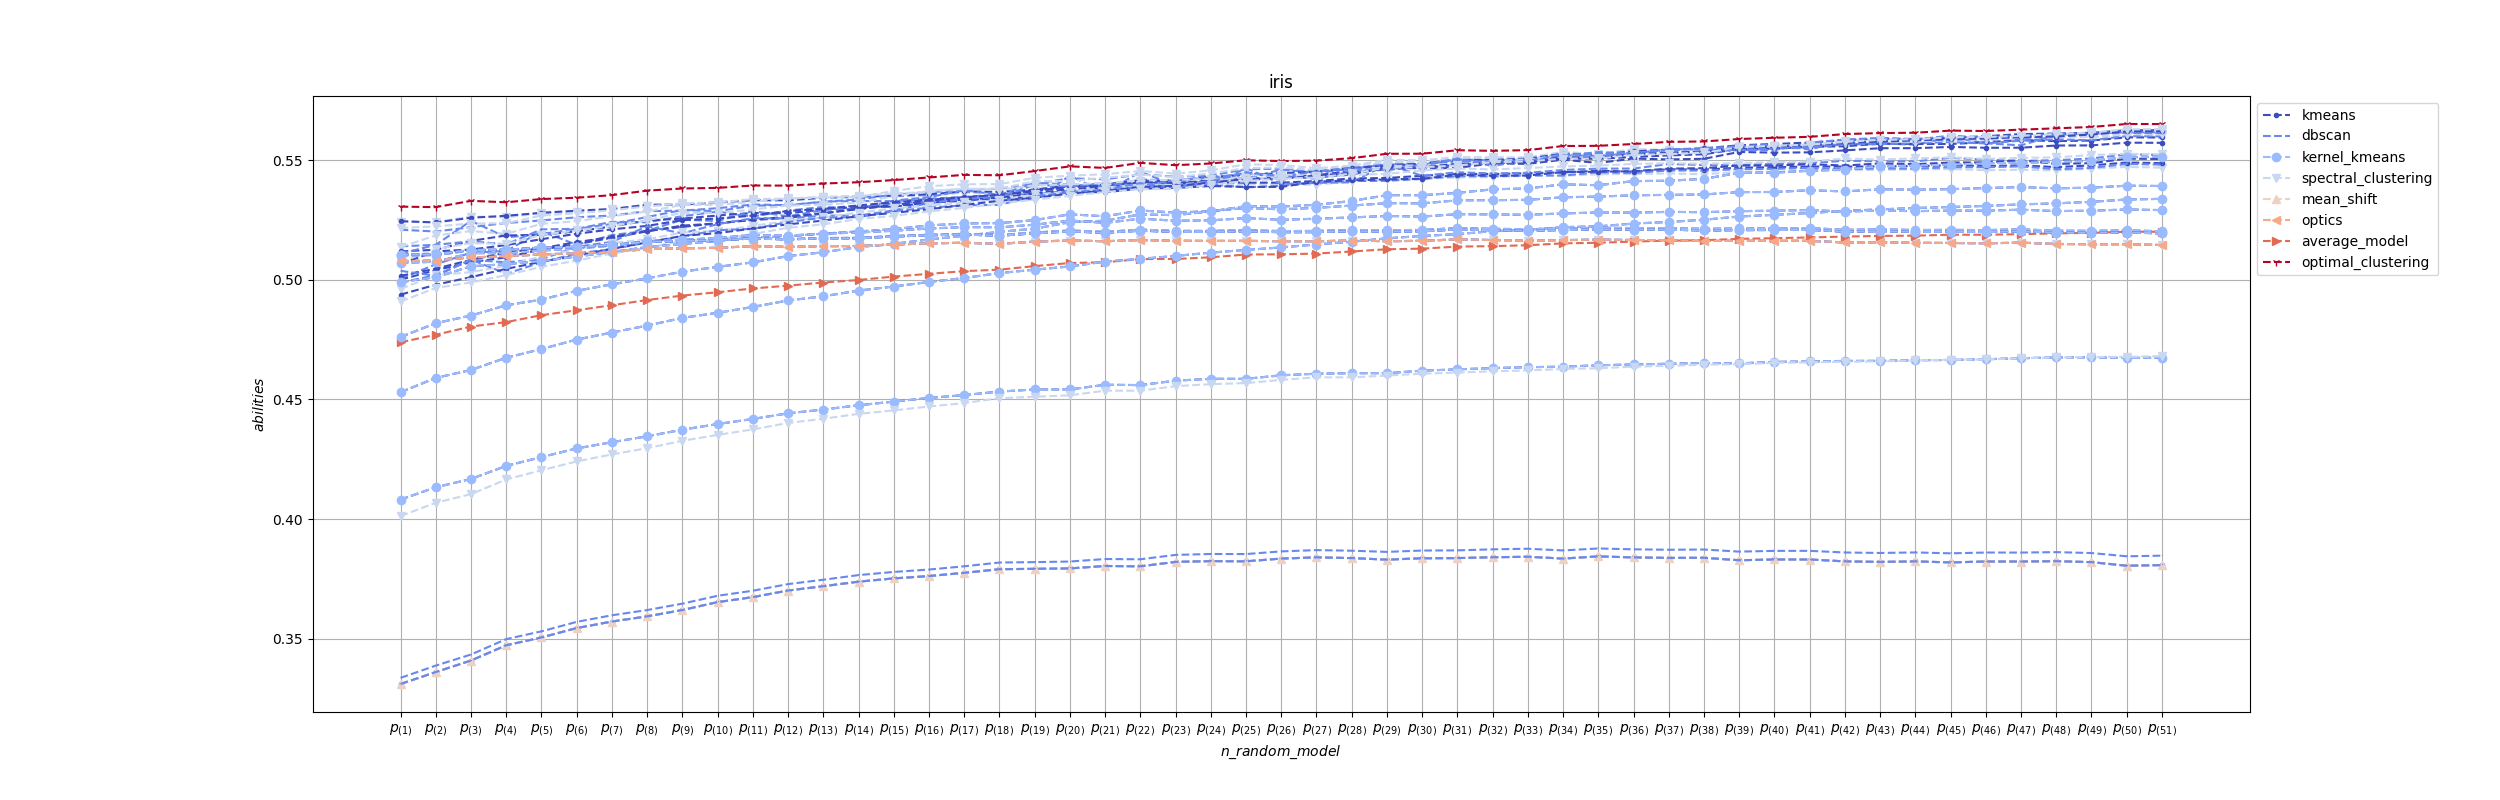 iris
kmeans
dbscan
kernel_kmeans
spectral_clustering
mean_shift
optics
average_model
optimal_clustering
abilities
0.55
0.50
0.45
0.40
0.35
p(1) p(2) p(3) p(4) p(5) p(6) p(7) p(8) p(9) p(10) p(11) p(12) p(13) p(14) p(15) p(16) p(17) p(18) p(19) p(20) p(21) p(22) p(23) p(24) p(25) p(26) p(27) p(28) p(29) p(30) p(31) p(32) p(33) p(34) p(35) p(36) p(37) p(38) p(39) p(40) p(41) p(42) p(43) p(44) p(45) p(46) p(47) p(48) p(49) p(50) p(51)
n_random_model